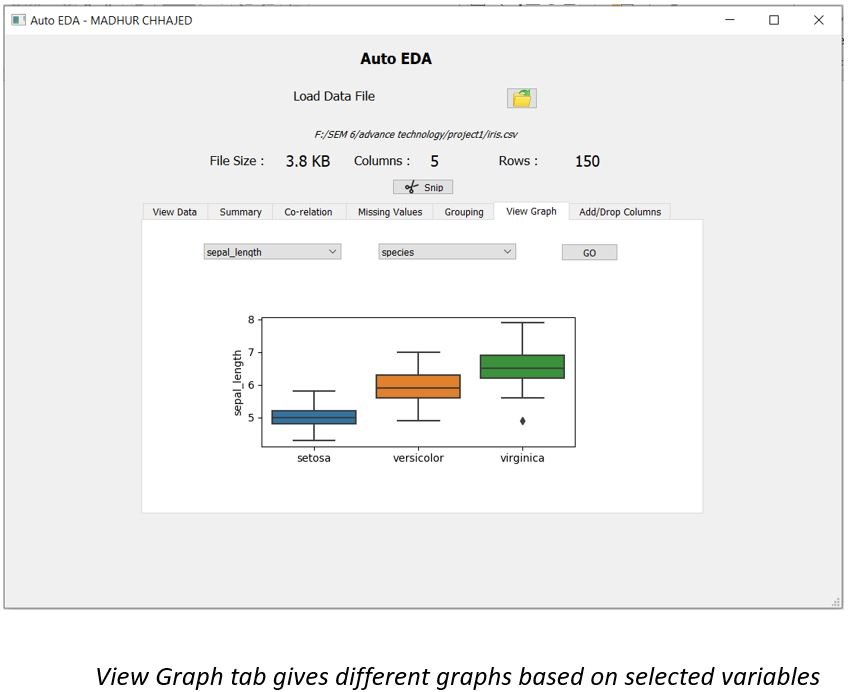 Auto EDA - MADHUR CHHAJED
Auto EDA
Load Data File
F:/SEM 6/advance technology/project1/iris.csv
File Size : 3.8 KB Columns : 5 Rows : 150
Snip
View Data Summary Co-relation Missing Values Grouping View Graph Add/Drop Columns
sepal_length species GO
8
7
6
5
sepal_length
setosa versicolor virginica
View Graph tab gives different graphs based on selected variables